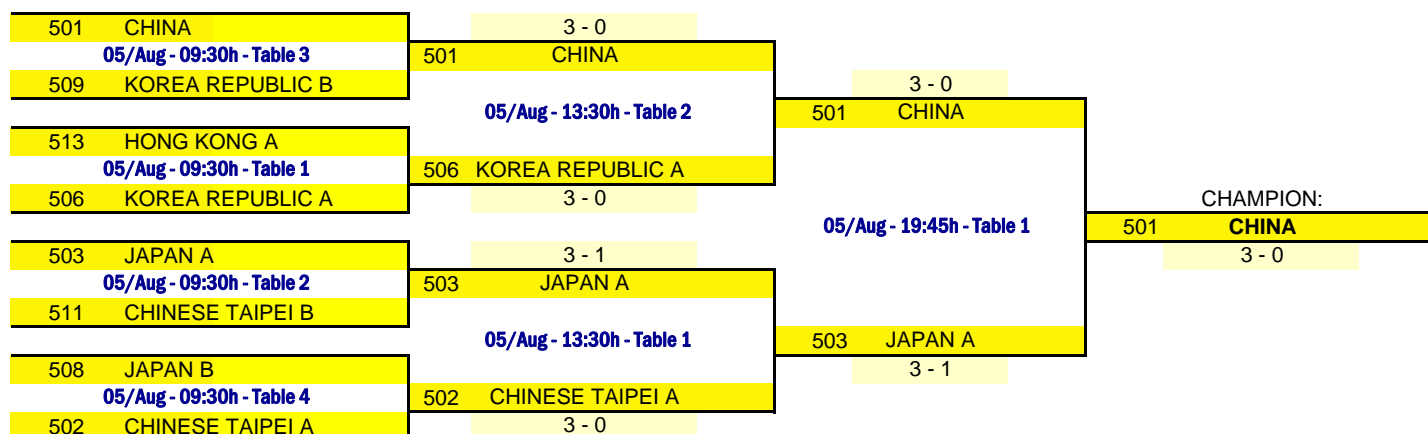 501 CHINA
05/Aug - 09:30h - Table 3
509 KOREA REPUBLIC B
513 HONG KONG A
05/Aug - 09:30h - Table 1
506 KOREA REPUBLIC A
503 JAPAN A
05/Aug - 09:30h - Table 2
511 CHINESE TAIPEI B
508 JAPAN B
05/Aug - 09:30h - Table 4
502 CHINESE TAIPEI A
3 - 0
501 CHINA
05/Aug - 13:30h - Table 2
506 KOREA REPUBLIC A
3 - 0
3 - 1
503 JAPAN A
05/Aug - 13:30h - Table 1
502 CHINESE TAIPEI A
3 - 0
3 - 0
501 CHINA
05/Aug - 19:45h - Table 1
503 JAPAN A
3 - 1
CHAMPION:
501 CHINA
3 - 0